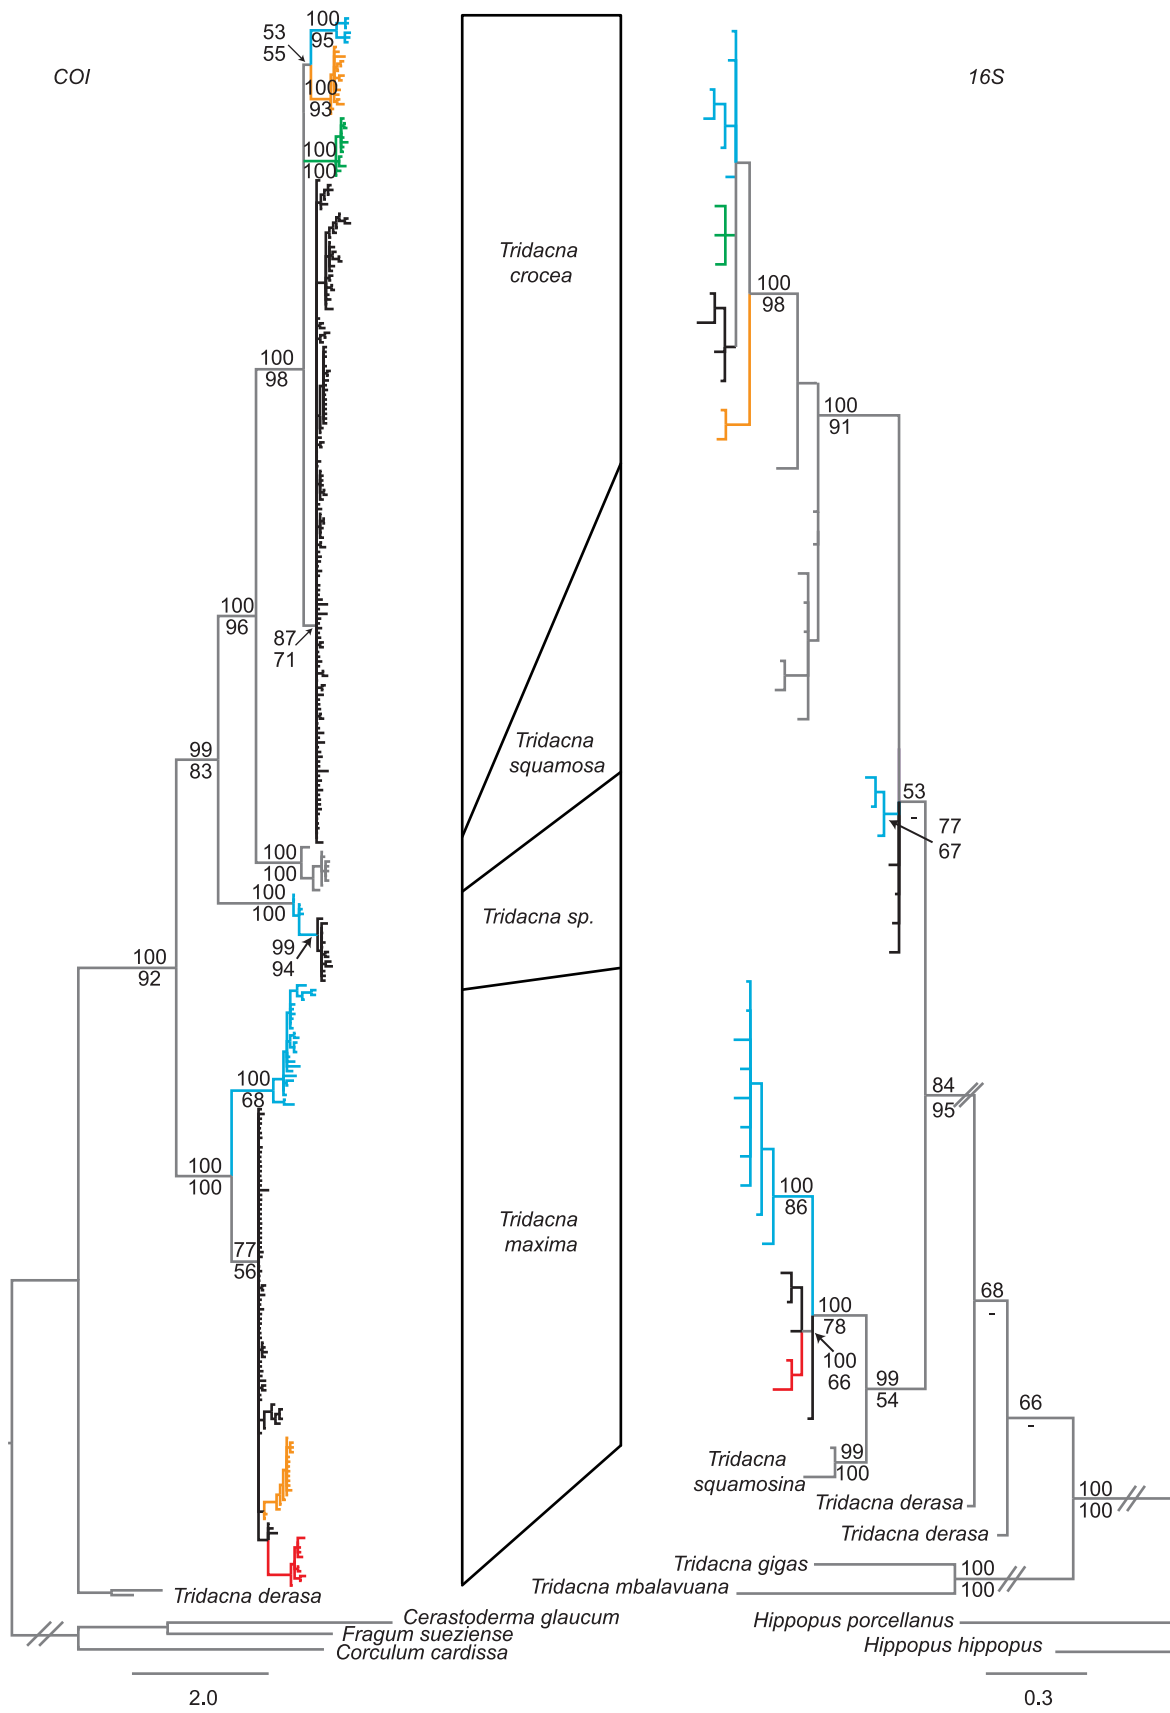 COI
16S
53
55
100
95
100
93
100
100
100
98
100
96
87
71
99
83
100
100
100
100
99
94
100
92
100
68
100
100
77
56
Tridacna derasa
Cerastoderma glaucum
Fragum sueziense
Corculum cardissa
2.0
Tridacna
crocea
Tridacna
squamosa
Tridacna sp.
Tridacna
maxima
100
98
100
91
53
-
77
67
84
95
100
86
100
78
100
66
99
54
68
-
66
-
99
100
Tridacna
squamosina
Tridacna derasa
Tridacna derasa
100
100
Tridacna gigas
Tridacna mbalavuana
100
100
Hippopus porcellanus
Hippopus hippopus
0.3